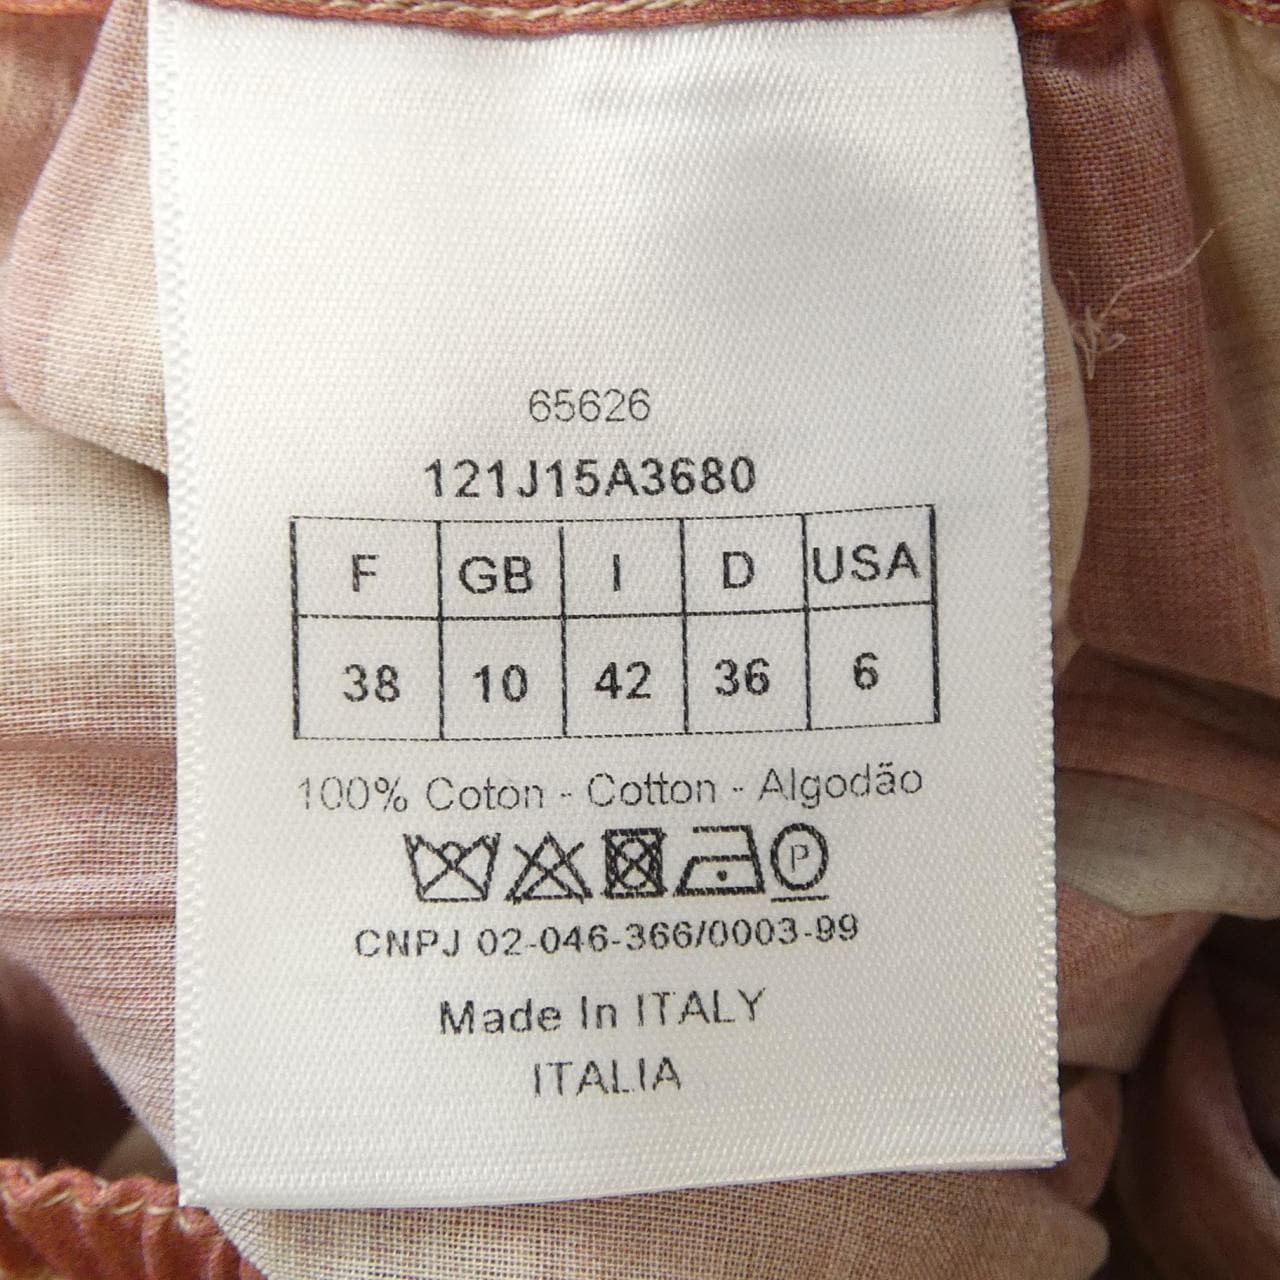 65626
121J15A3680
F GB I D USA
38 10 42 36 6
100% Coton - Cotton - Algodão
P
CNPJ 02-046-366/0003-99
Made In ITALY
ITALIA